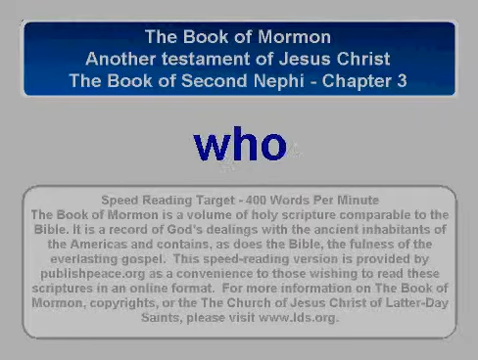 The Book of Mormon
Another testament of Jesus Christ
The Book of Second Nephi - Chapter 3
who
Speed Reading Target - 400 Words Per Minute
The Book of Mormon is a volume of holy scripture comparable to the
Bible. It is a record of God's dealings with the ancient inhabitants of
the Americas and contains, as does the Bible, the fulness of the
everlasting gospel. This speed-reading version is provided by
publishpeace.org as a convenience to those wishing to read these
scriptures in an online format. For more information on The Book of
Mormon, copyrights, or the The Church of Jesus Christ of Latter-Day
Saints, please visit www.lds.org.